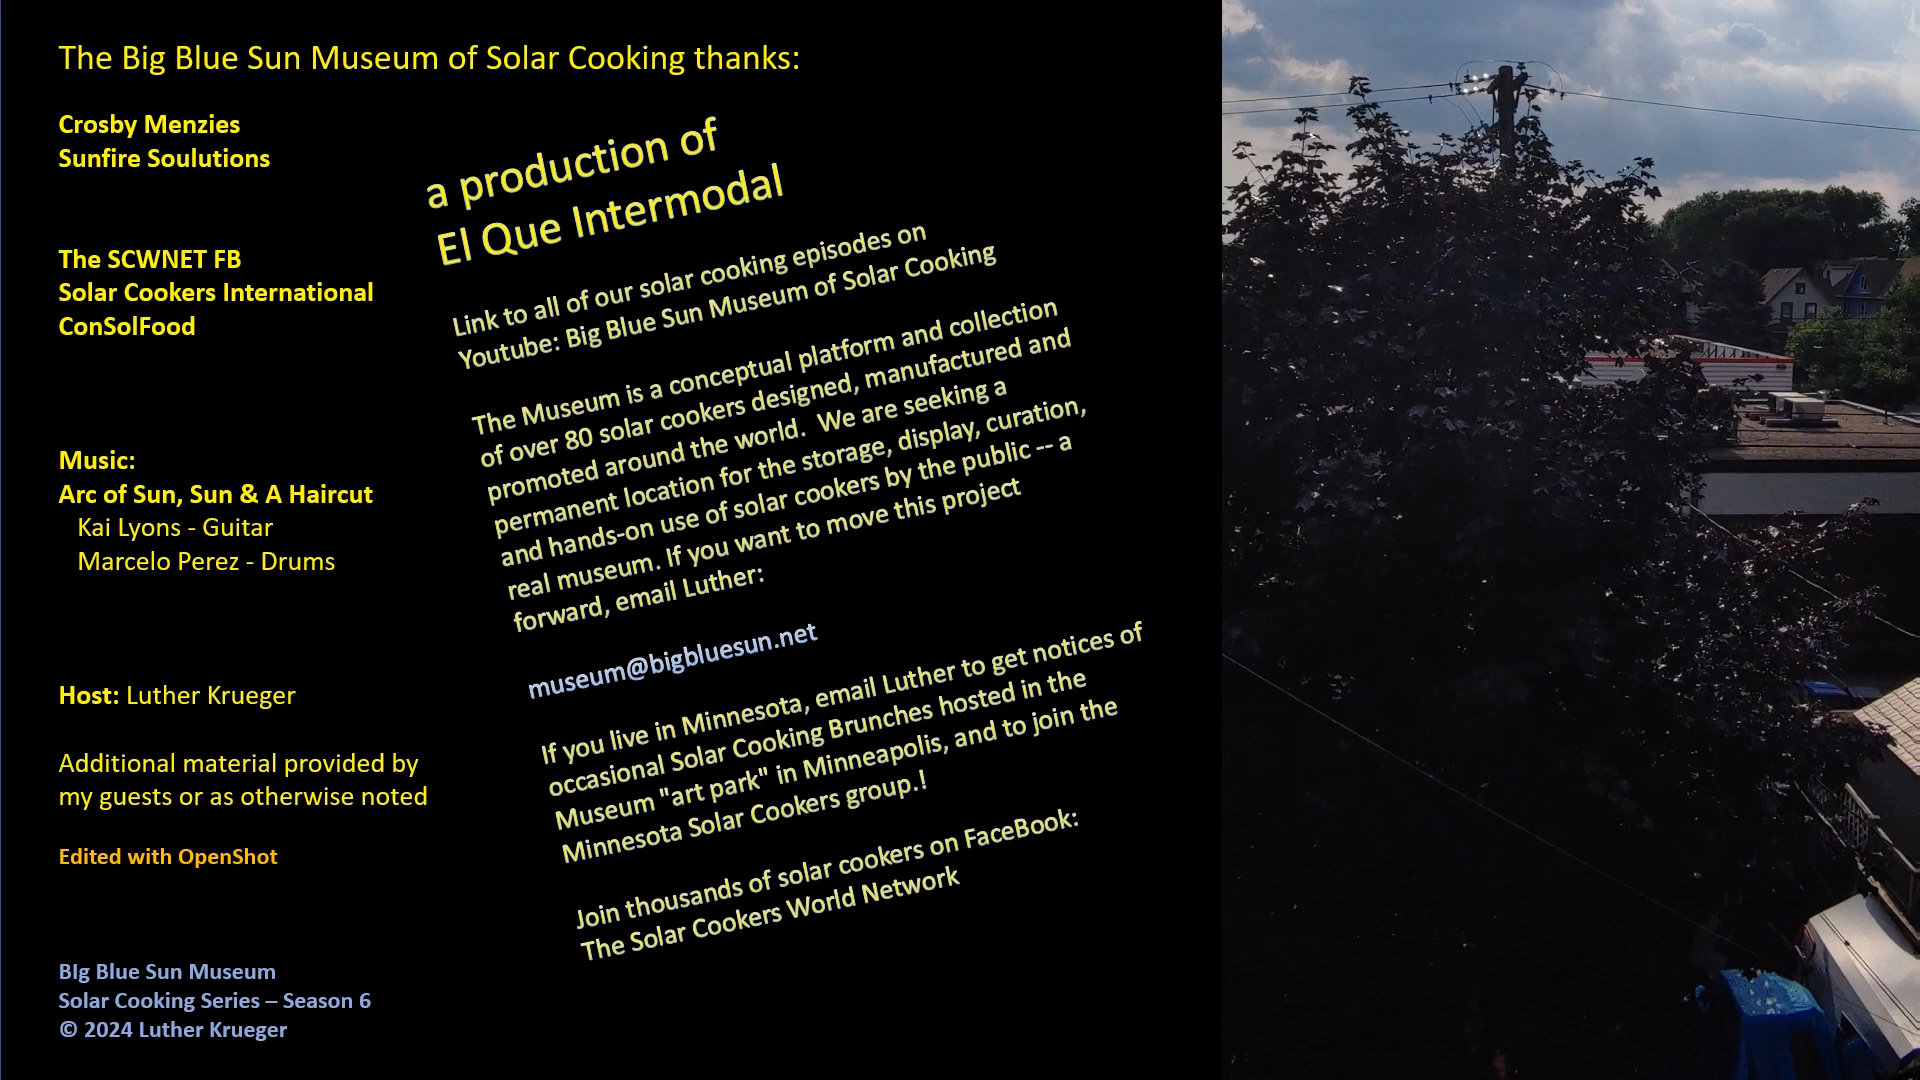 The Big Blue Sun Museum of Solar Cooking thanks:
Crosby Menzies
Sunfire Soulutions
The SCWNET FB
Solar Cookers International
ConSolFood
Music:
Arc of Sun, Sun & A Haircut
Kai Lyons - Guitar
Marcelo Perez - Drums
Host: Luther Krueger
Additional material provided by
my guests or as otherwise noted
Edited with OpenShot
BIg Blue Sun Museum
Solar Cooking Series – Season 6
© 2024 Luther Krueger
a production of
El Que Intermodal
Link to all of our solar cooking episodes on
Youtube: Big Blue Sun Museum of Solar Cooking
The Museum is a conceptual platform and collection
of over 80 solar cookers designed, manufactured and
promoted around the world.  We are seeking a
permanent location for the storage, display, curation,
and hands-on use of solar cookers by the public -- a
real museum. If you want to move this project
forward, email Luther:
museum@bigbluesun.net
If you live in Minnesota, email Luther to get notices of
occasional Solar Cooking Brunches hosted in the
Museum "art park" in Minneapolis, and to join the
Minnesota Solar Cookers group.!
Join thousands of solar cookers on FaceBook:
The Solar Cookers World Network